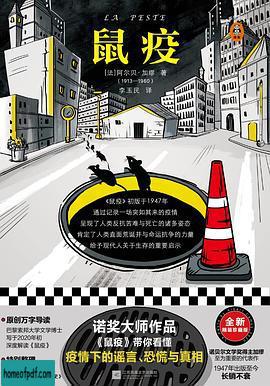 LA PESTE
鼠疫
[法]阿尔贝·加缪 著
(1913—1960)
李玉民 译
《鼠疫》初版于1947年
通过记录一场突如其来的疫情
呈现了人类反抗苦难与死亡的诸多姿态
肯定了人类直面荒诞并与命运抗争的力量
给予现代人关于生存的重要启示
原创万字导读
巴黎索邦大学文学博士
写于2020年初
深度解读《鼠疫》
诺奖大师作品
《鼠疫》带你看懂
疫情下的谣言、恐慌与真相
全新
精装珍藏版
诺贝尔文学奖得主加缪
至为重要的代表作
1947年出版至今
长销不衰
homeofpdf.com